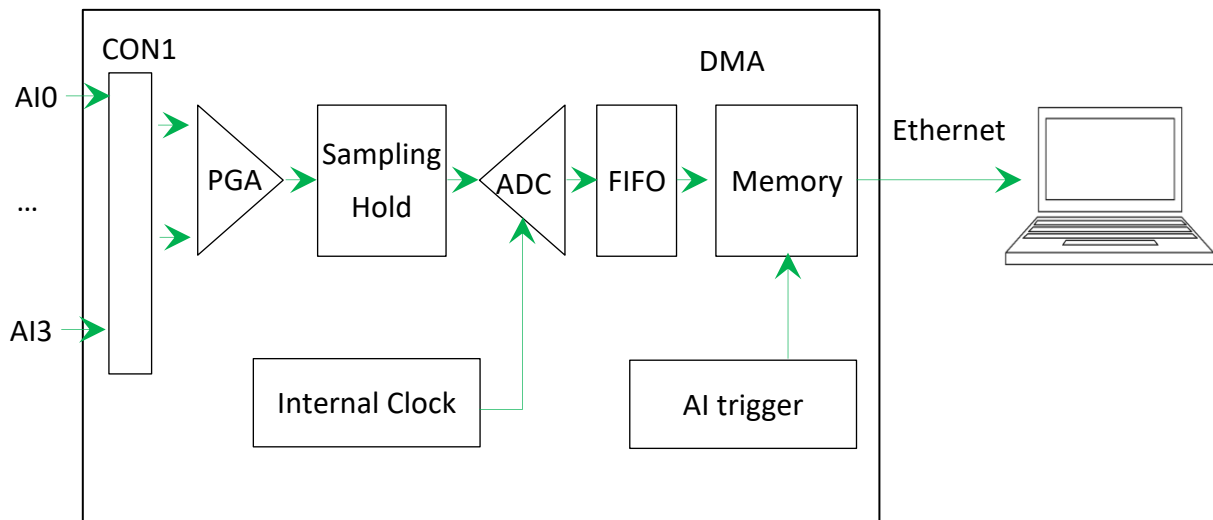 CON1
DMA
AI0
Ethernet
Sampling
Hold
PGA
ADC
FIFO
Memory
...
AI3
Internal Clock
AI trigger